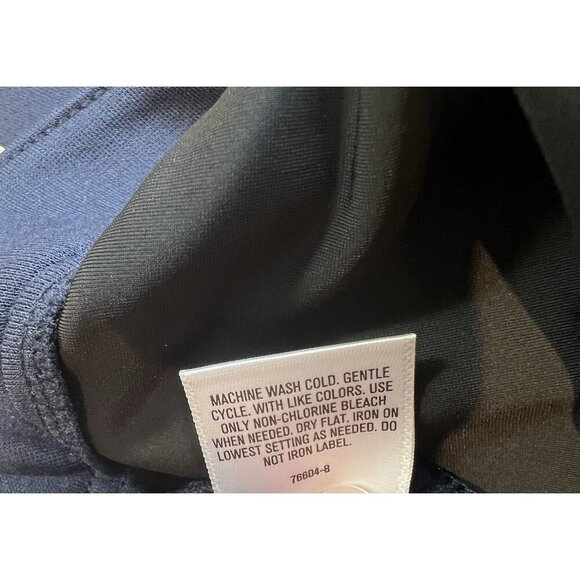 MACHINE WASH COLD. GENTLE
CYCLE. WITH LIKE COLORS. USE
ONLY NON-CHLORINE BLEACH
WHEN NEEDED. DRY FLAT. IRON ON
LOWEST SETTING AS NEEDED. DO
NOT IRON LABEL.
76604-8